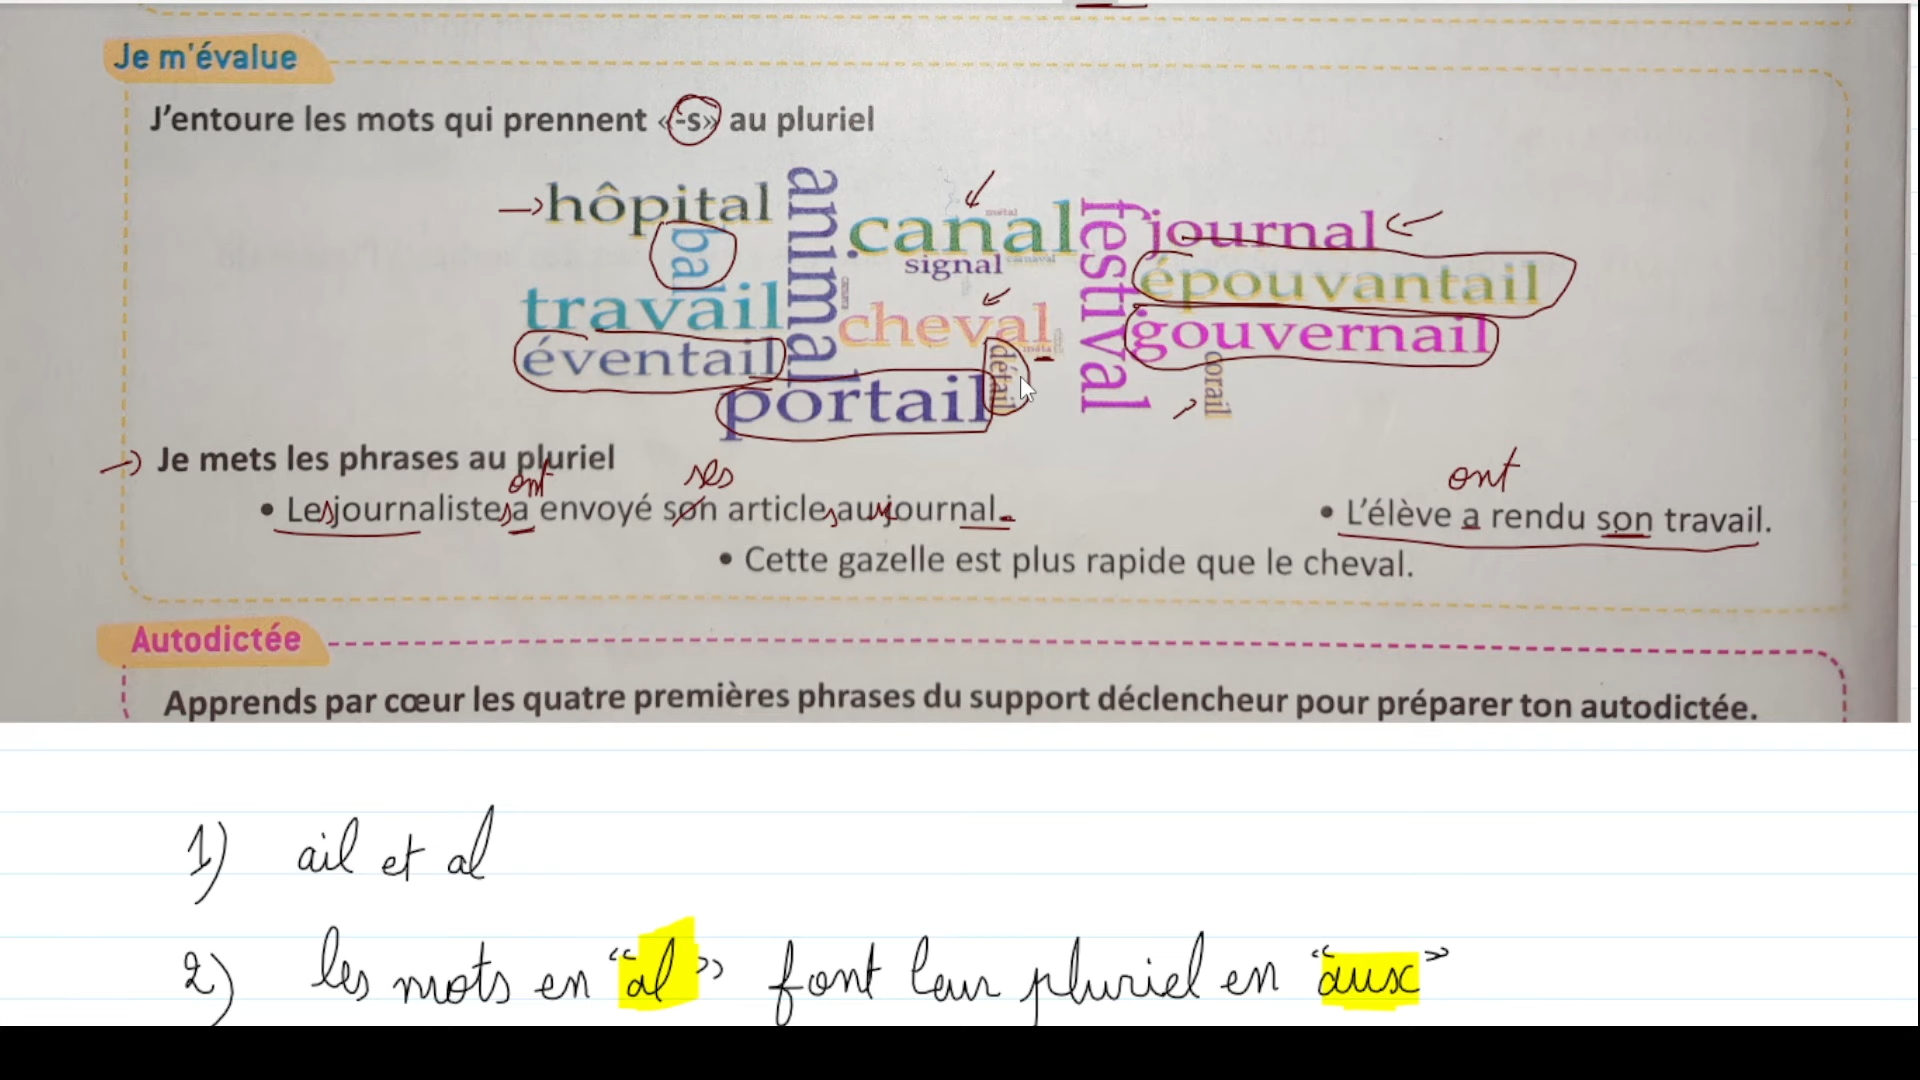 Je m'évalue
J'entoure les mots qui prennent «-s» au pluriel
hôpital
bal
animal
canal
métal
signal
carnaval
festival
journal
épouvantail
travail
cheval
gouvernail
éventail
détail
corail
portail
Je mets les phrases au pluriel
ont ses ont
• Les journalistes a envoyé son articles aux journal.
• L'élève a rendu son travail.
• Cette gazelle est plus rapide que le cheval.
Autodictée
Apprends par cœur les quatre premières phrases du support déclencheur pour préparer ton autodictée.
1) ail et al
2) les mots en "al" font leur pluriel en "aux"